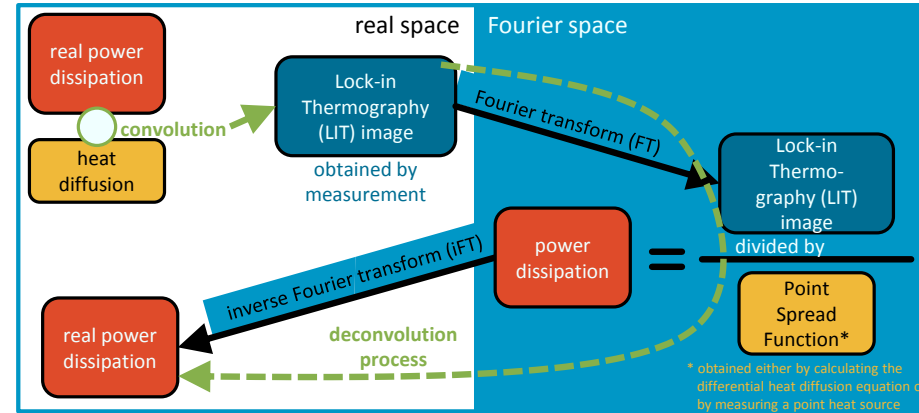 real space
Fourier space
real power
dissipation
convolution
heat
diffusion
Lock-in
Thermography
(LIT) image
obtained by
measurement
Fourier transform (FT)
Lock-in
Thermo-
graphy (LIT)
image
divided by
Point
Spread
Function*
=
power
dissipation
inverse Fourier transform (iFT)
real power
dissipation
deconvolution
process
* obtained either by calculating the
differential heat diffusion equation o
by measuring a point heat source